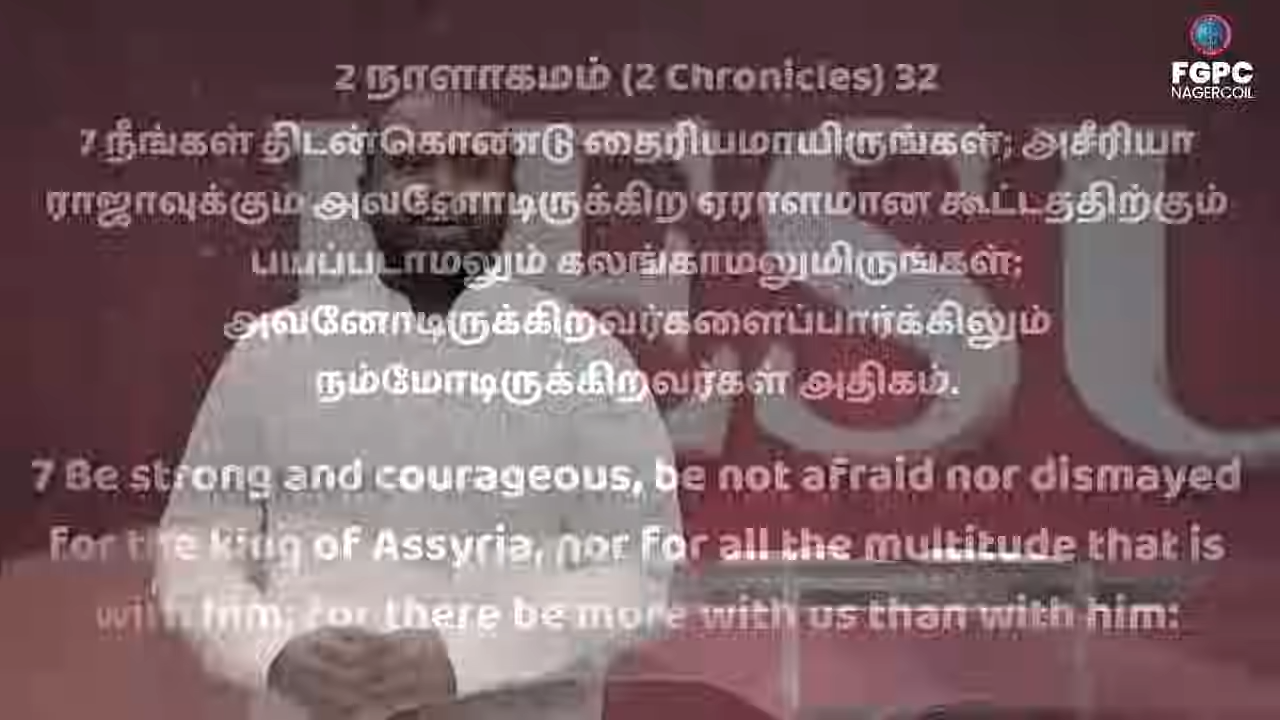 FGPC
NAGERCOIL
2 நாளாகமம் (2 Chronicles) 32
7 நீங்கள் திடன்கொண்டு தைரியமாயிருங்கள்; அசீரியா
ராஜாவுக்கும் அவனோடிருக்கிற ஏராளமான கூட்டத்திற்கும்
பயப்படாமலும் கலங்காமலுமிருங்கள்;
அவனோடிருக்கிறவர்களைப்பார்க்கிலும்
நம்மோடிருக்கிறவர்கள் அதிகம்.
7 Be strong and courageous, be not afraid nor dismayed
for the king of Assyria, nor for all the multitude that is
with him: for there be more with us than with him:
ESU